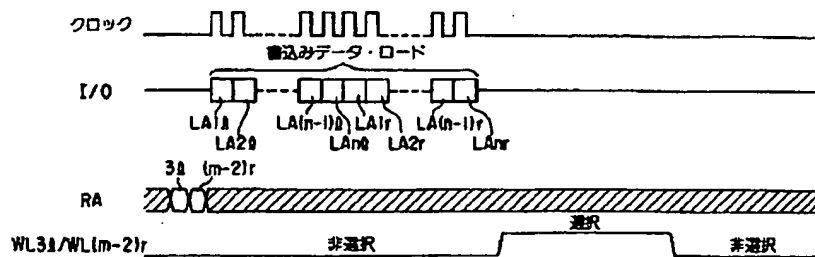 クロック
書込みデータ・ロード
I/O
LA1ℓ LA2ℓ LA(n-1)ℓ LAnℓ LA1r LA2r LA(n-1)r LAnr
3ℓ (m-2)r
RA
WL3ℓ/WL(m-2)r 非選択 選択 非選択